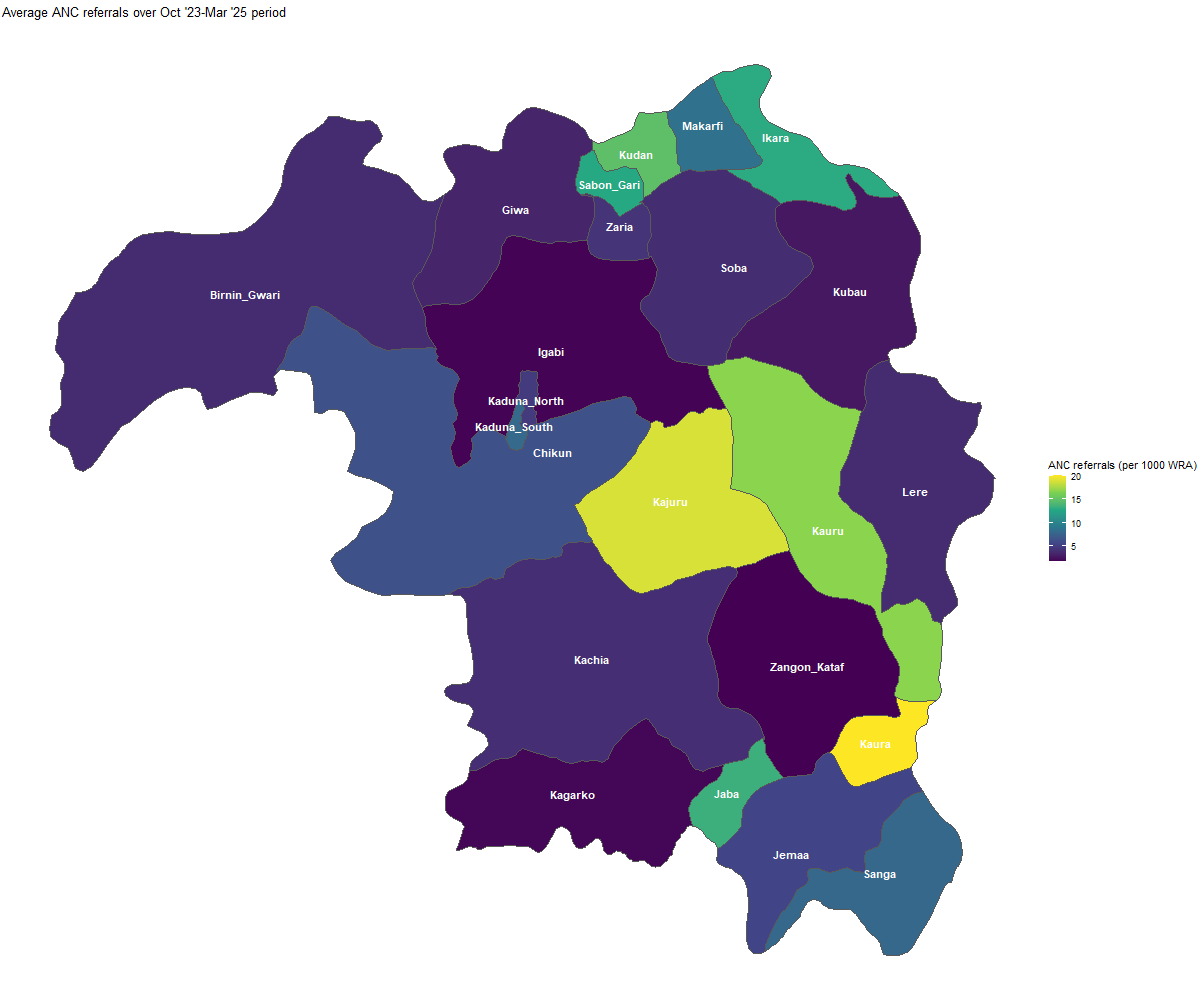 Average ANC referrals over Oct '23-Mar '25 period
Makarfi
Ikara
Kudan
Sabon_Gari
Giwa
Zaria
Soba
Birnin_Gwari
Kubau
Igabi
Kaduna_North
Kaduna_South
Chikun
ANC referrals (per 1000 WRA)
20
15
10
5
Lere
Kajuru
Kauru
Kachia
Zangon_Kataf
Kaura
Kagarko
Jaba
Jemaa
Sanga